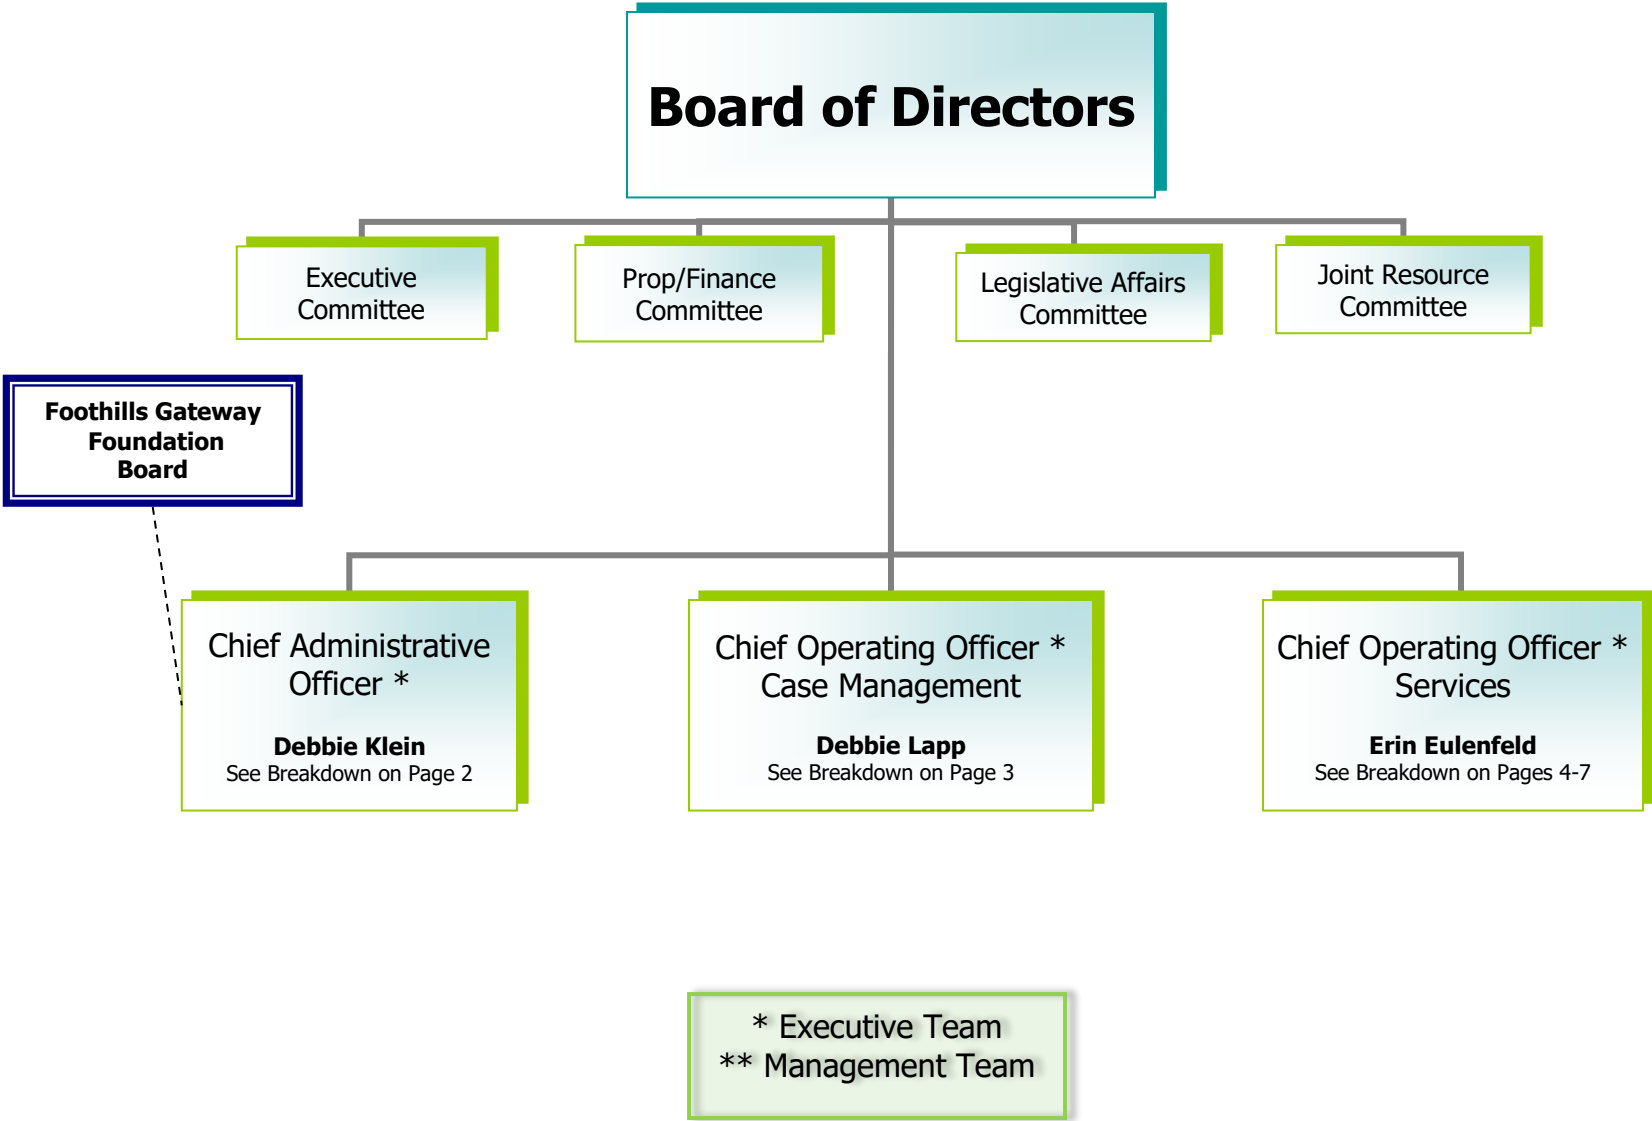 Board of Directors
Executive
Committee
Prop/Finance
Committee
Legislative Affairs
Committee
Joint Resource
Committee
Foothills Gateway
Foundation
Board
Chief Administrative
Officer *
Debbie Klein
See Breakdown on Page 2
Chief Operating Officer *
Case Management
Debbie Lapp
See Breakdown on Page 3
Chief Operating Officer *
Services
Erin Eulenfeld
See Breakdown on Pages 4-7
* Executive Team
** Management Team